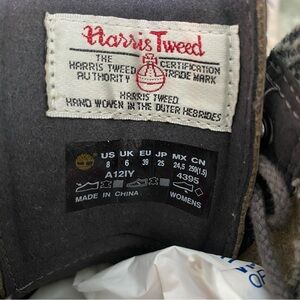 Harris Tweed
THE CERTIFICATION
HARRIS TWEED TRADE MARK
AUTHORITY
HARRIS TWEED
HAND WOVEN IN THE OUTER HEBRIDES
US UK EU JP MX CN
8 6 39 25 24,5 250(1.5)
A12IY 4395
MADE IN CHINA WOMENS